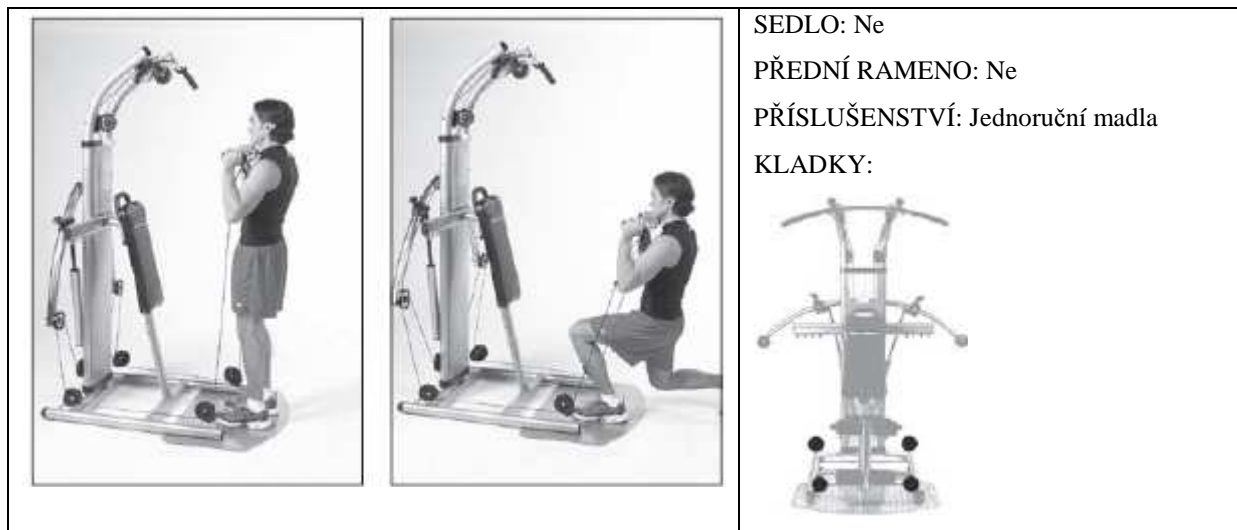 SEDLO: Ne
PŘEDNÍ RAMENO: Ne
PŘÍSLUŠENSTVÍ: Jednoruční madla
KLADKY: